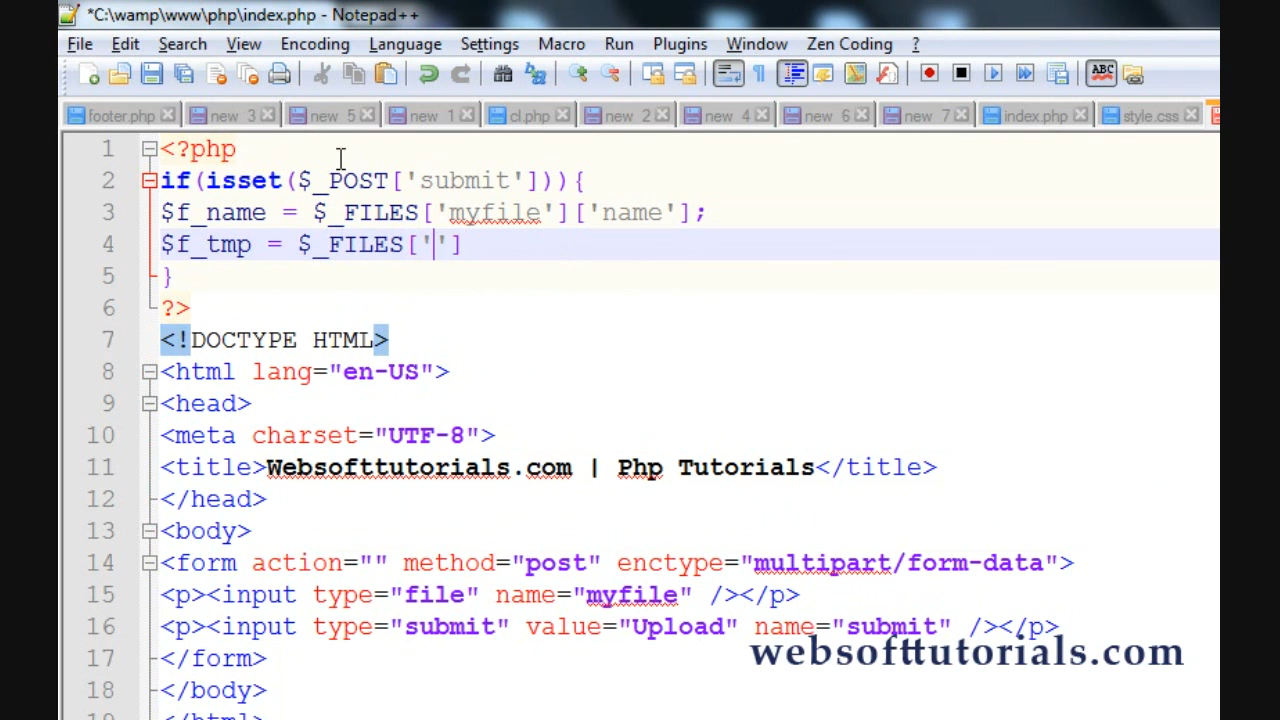 *C:\wamp\www\php\index.php - Notepad++
File Edit Search View Encoding Language Settings Macro Run Plugins Window Zen Coding ?
footer.php new 3 new 5 new 1 cl.php new 2 new 4 new 6 new 7 index.php style.css
1 <?php
2 if(isset($_POST['submit'])){
3 $f_name = $_FILES['myfile']['name'];
4 $f_tmp = $_FILES['']
5 }
6 ?>
7 <!DOCTYPE HTML>
8 <html lang="en-US">
9 <head>
10 <meta charset="UTF-8">
11 <title>Websofttutorials.com | Php Tutorials</title>
12 </head>
13 <body>
14 <form action="" method="post" enctype="multipart/form-data">
15 <p><input type="file" name="myfile" /></p>
16 <p><input type="submit" value="Upload" name="submit" /></p>
websofttutorials.com
17 </form>
18 </body>
19 </html>